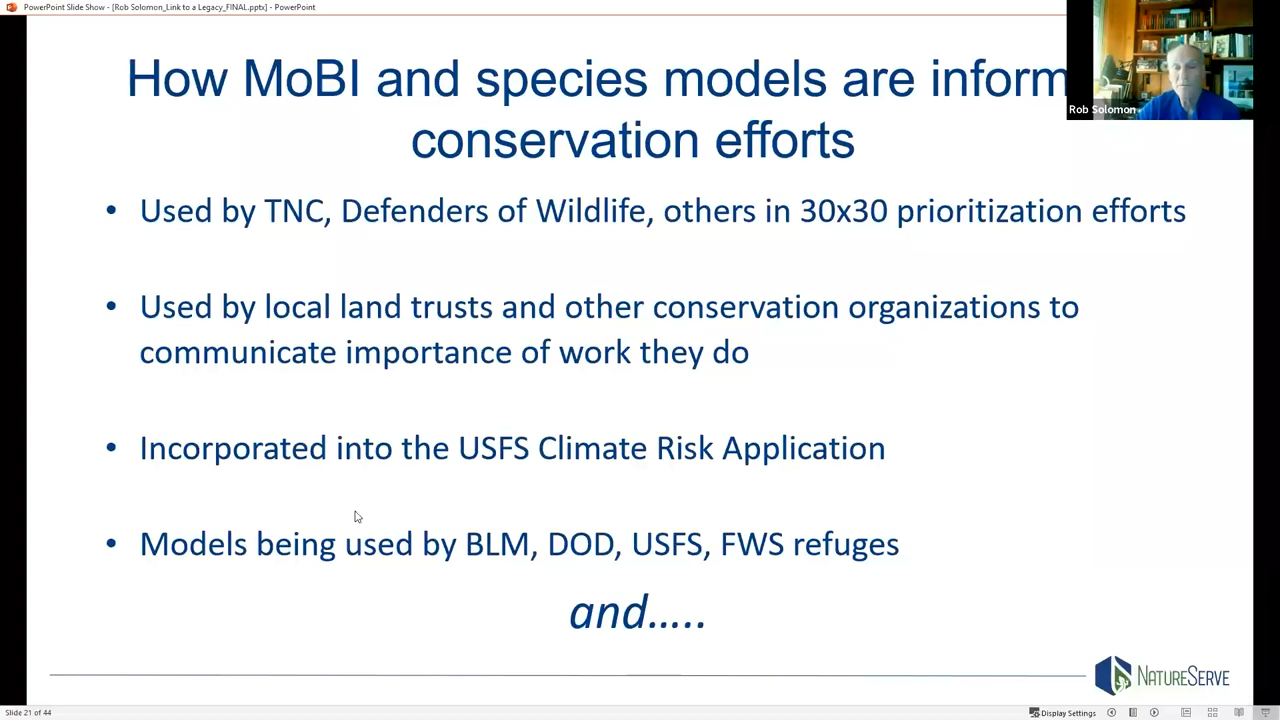 PowerPoint Slide Show - [Rob Solomon_Link to a Legacy_FINAL.pptx] - PowerPoint
How MoBI and species models are inform
conservation efforts
Rob Solomon
• Used by TNC, Defenders of Wildlife, others in 30x30 prioritization efforts
• Used by local land trusts and other conservation organizations to
communicate importance of work they do
• Incorporated into the USFS Climate Risk Application
• Models being used by BLM, DOD, USFS, FWS refuges
and.....
NATURESERVE
Slide 21 of 44
Display Settings